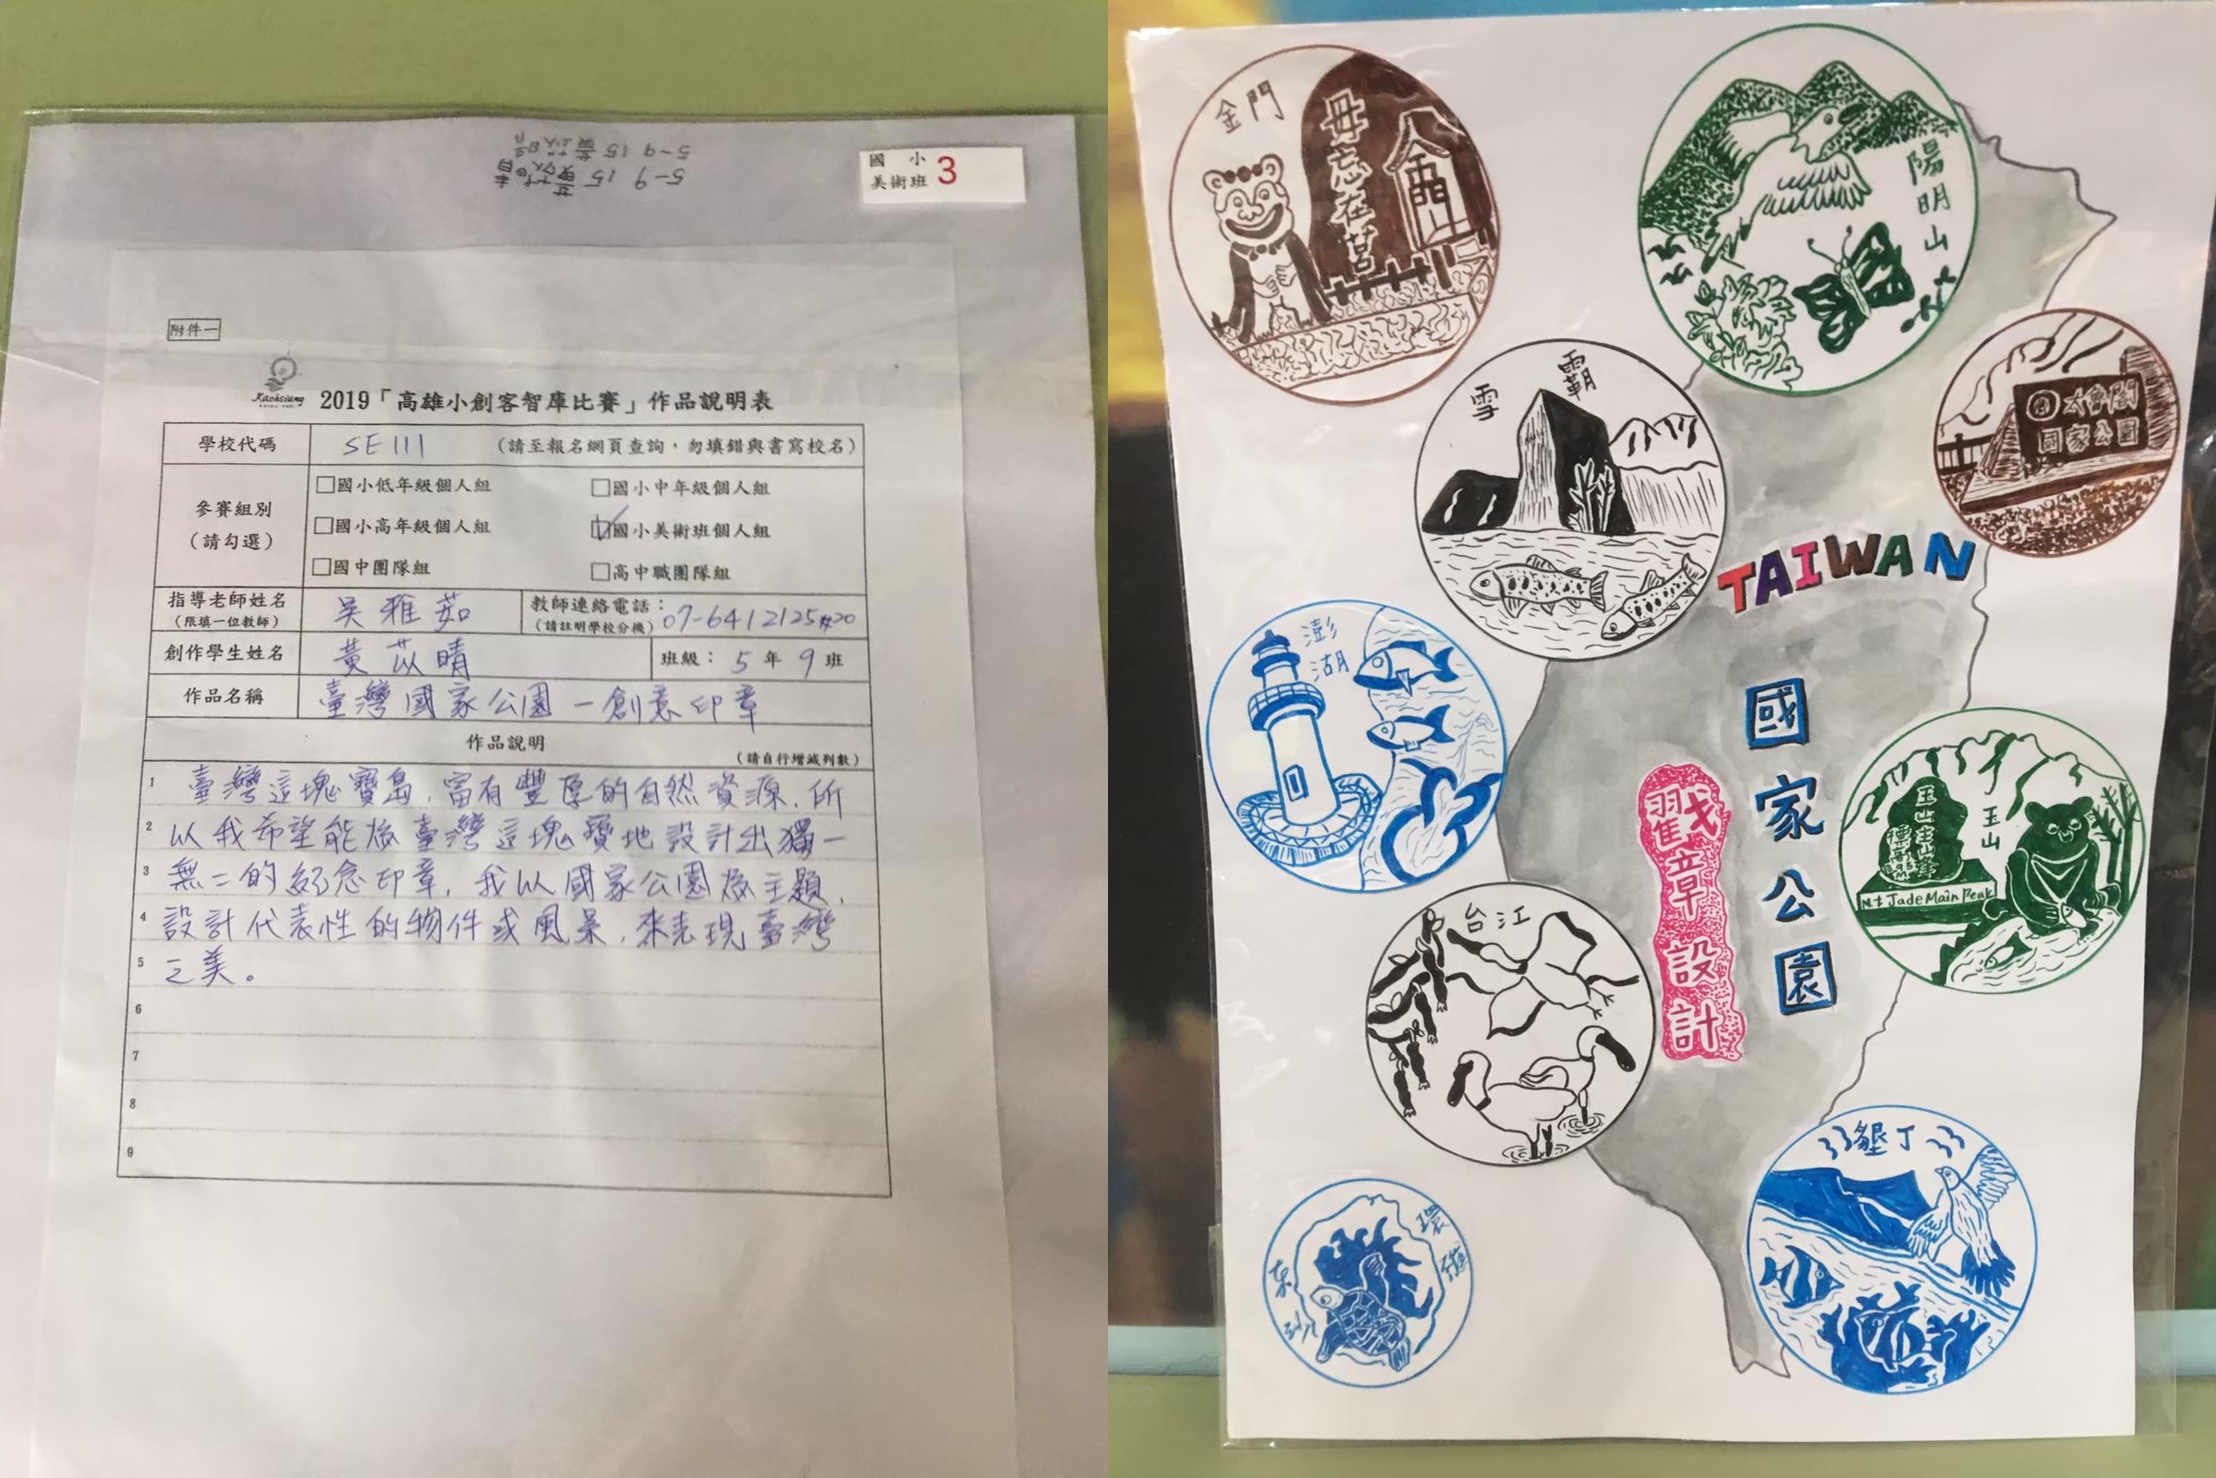 5-9 15 黃苡晴
5-9 15 黃苡晴
國小
美術班 3
附件一
Kaohsiung
2019「高雄小創客智庫比賽」作品說明表
學校代碼 SE111 (請至報名網頁查詢，勿填錯與書寫校名)
參賽組別
(請勾選)
□國小低年級個人組 □國小中年級個人組
□國小高年級個人組 ☑國小美術班個人組
□國中團隊組 □高中職團隊組
指導老師姓名
(限填一位教師)
吳雅茹
教師連絡電話：
(請註明學校分機)
07-6412125#20
創作學生姓名 黃苡晴 班級：5年9班
作品名稱 臺灣國家公園－創意印章
作品說明
(請自行增減列數)
1 臺灣這塊寶島，富有豐厚的自然資源，所
2 以我希望能為臺灣這塊寶地設計出獨一
3 無二的紀念印章，我以國家公園為主題，
4 設計代表性的物件或風景，來表現臺灣
5 之美。
6
7
8
9
金門
毋忘在莒
陽明山
雪霸
太魯閣
國家公園
TAIWAN
國家公園
戳章設計
澎湖
玉山
玉山主山峰
Mt Jade Main Peak
台江
墾丁
東沙
環礁